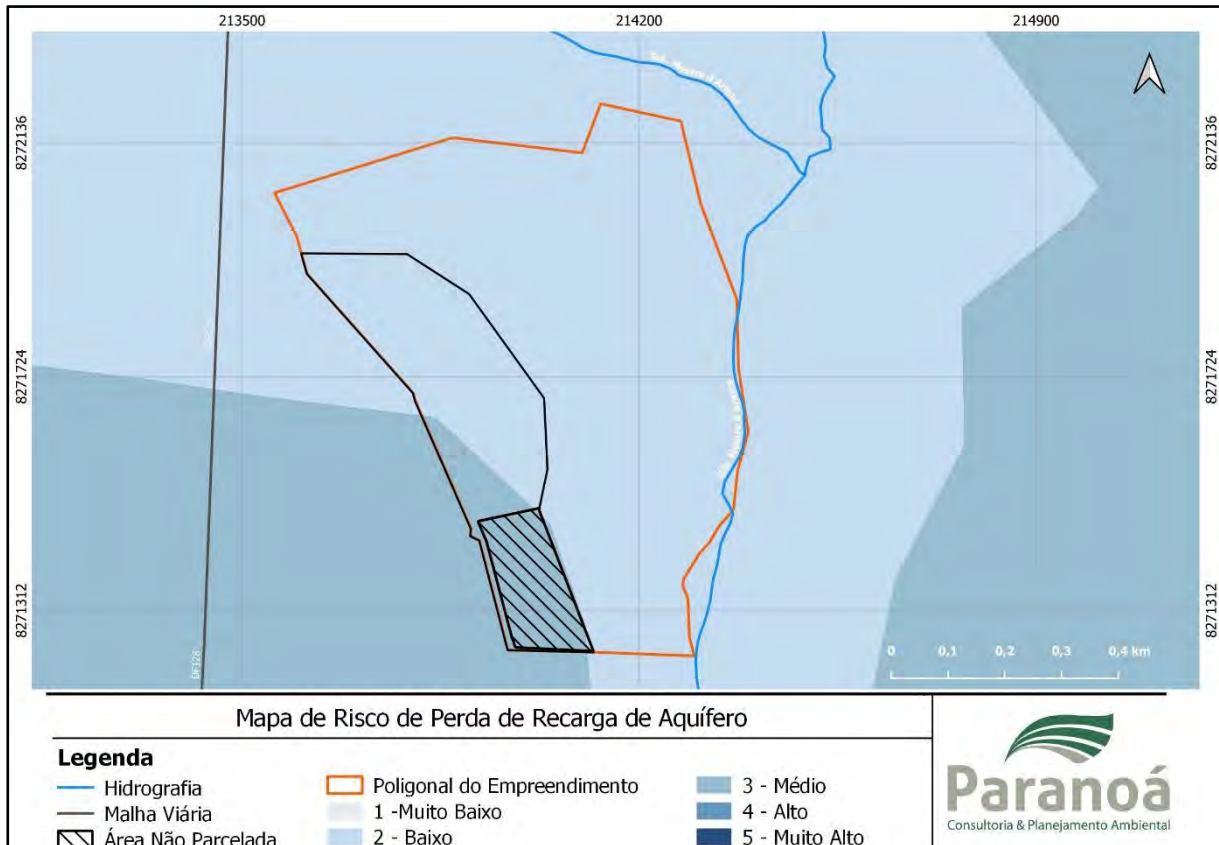 213500
214200
214900
8272136
8272136
8271724
8271724
8271312
8271312
DF128
0 0,1 0,2 0,3 0,4 km
Mapa de Risco de Perda de Recarga de Aquífero
Legenda
Hidrografia
Malha Viária
Área Não Parcelada
Poligonal do Empreendimento
1 -Muito Baixo
2 - Baixo
3 - Médio
4 - Alto
5 - Muito Alto
Paranoá
Consultoria & Planejamento Ambiental